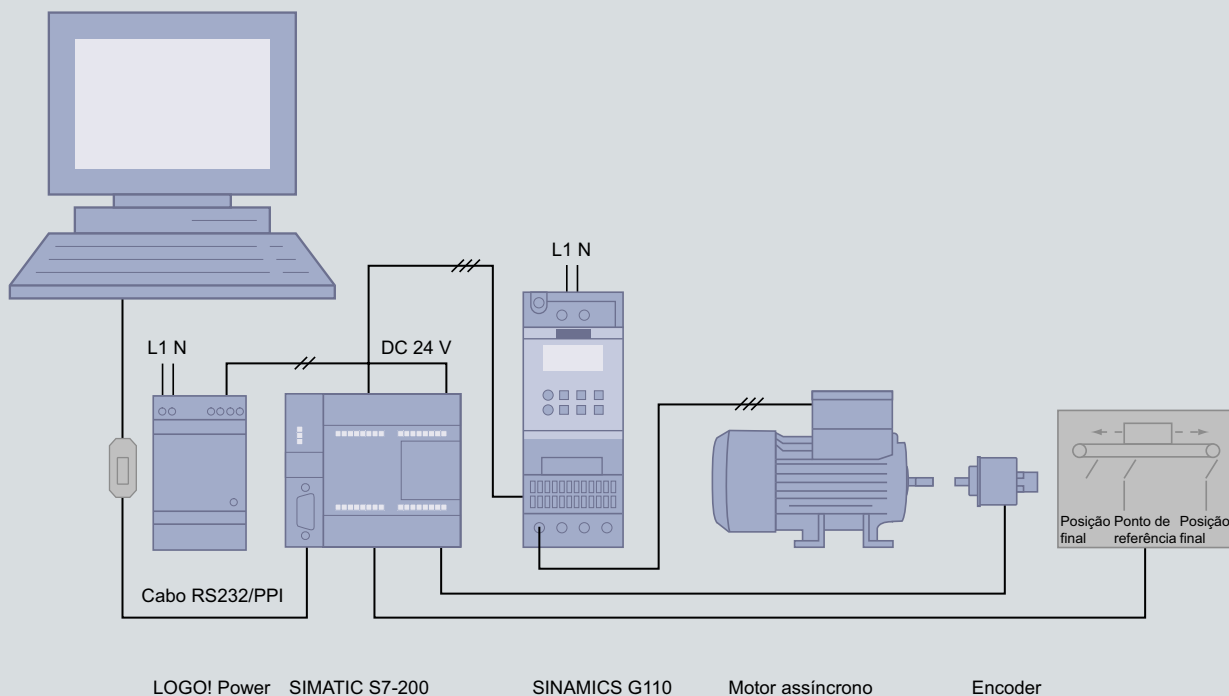 L1 N
L1 N
DC 24 V
Posição final
Ponto de referência
Posição final
Cabo RS232/PPI
LOGO! Power
SIMATIC S7-200
SINAMICS G110
Motor assíncrono
Encoder